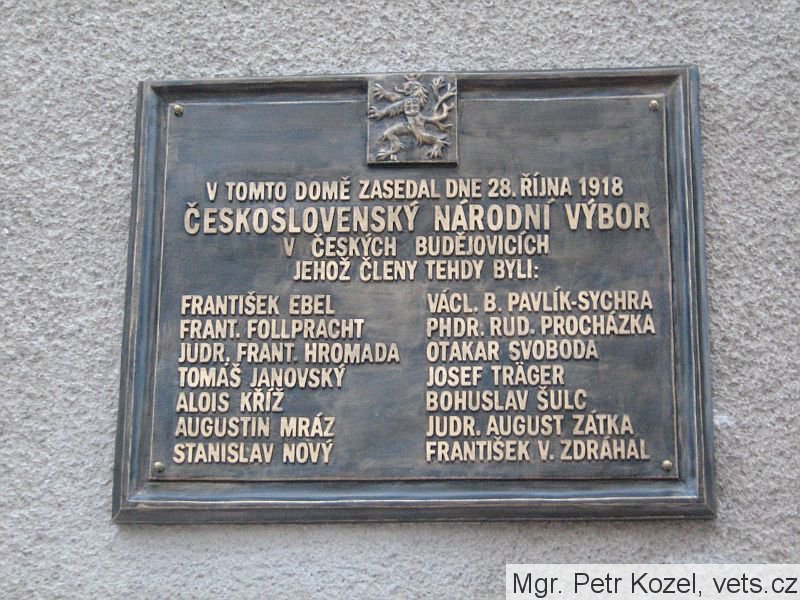 V TOMTO DOMĚ ZASEDAL DNE 28. ŘÍJNA 1918
ČESKOSLOVENSKÝ NÁRODNÍ VÝBOR
V ČESKÝCH BUDĚJOVICÍCH
JEHOŽ ČLENY TEHDY BYLI:
FRANTIŠEK EBEL
FRANT. FOLLPRACHT
JUDR. FRANT. HROMADA
TOMÁŠ JANOVSKÝ
ALOIS KŘÍŽ
AUGUSTIN MRÁZ
STANISLAV NOVÝ
VÁCL. B. PAVLÍK-SYCHRA
PHDR. RUD. PROCHÁZKA
OTAKAR SVOBODA
JOSEF TRÄGER
BOHUSLAV ŠULC
JUDR. AUGUST ZÁTKA
FRANTIŠEK V. ZDRÁHAL
Mgr. Petr Kozel, vets.cz